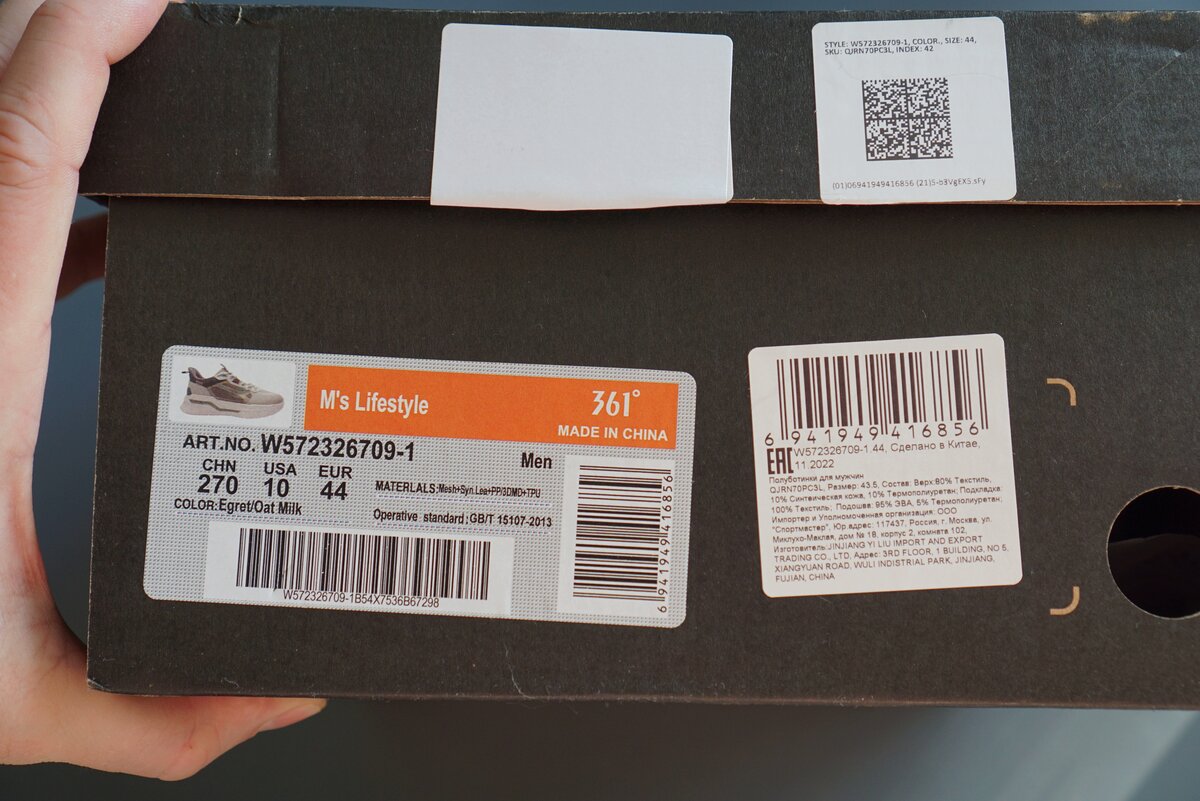 STYLE: W572326709-1, COLOR:, SIZE: 44,
SKU: QJRN70PC3L, INDEX: 42
(01)06941949416856 (21)5-b3VgEX5.sFy
M's Lifestyle
361°
MADE IN CHINA
ART.NO. W572326709-1
Men
CHN USA EUR
270 10 44
COLOR:Egret/Oat Milk
MATERLALS:Mesh+Syn.Lea+PP/3DMD+TPU
Operative standard:GB/T 15107-2013
W572326709-1B54X7536B67298
6 941949 416856
6 941949 416856
EAC W572326709-1.44, Сделано в Китае,
11.2022
Полуботинки для мужчин
QJRN70PC3L, Размер: 43.5, Состав: Верх:80% Текстиль,
10% Синтетическая кожа, 10% Термополиуретан; Подкладка:
100% Текстиль; Подошва: 95% ЭВА, 5% Термополиуретан;
Импортер и Уполномоченная организация: ООО
"Спортмастер", Юр.адрес: 117437, Россия, г. Москва, ул.
Миклухо-Маклая, дом № 18, корпус 2, комната 102,
Изготовитель:JINJIANG YI LIU IMPORT AND EXPORT
TRADING CO., LTD, Адрес: 3RD FLOOR, 1 BUILDING, NO 5,
XIANGYUAN ROAD, WULI INDISTRIAL PARK, JINJIANG,
FUJIAN, CHINA